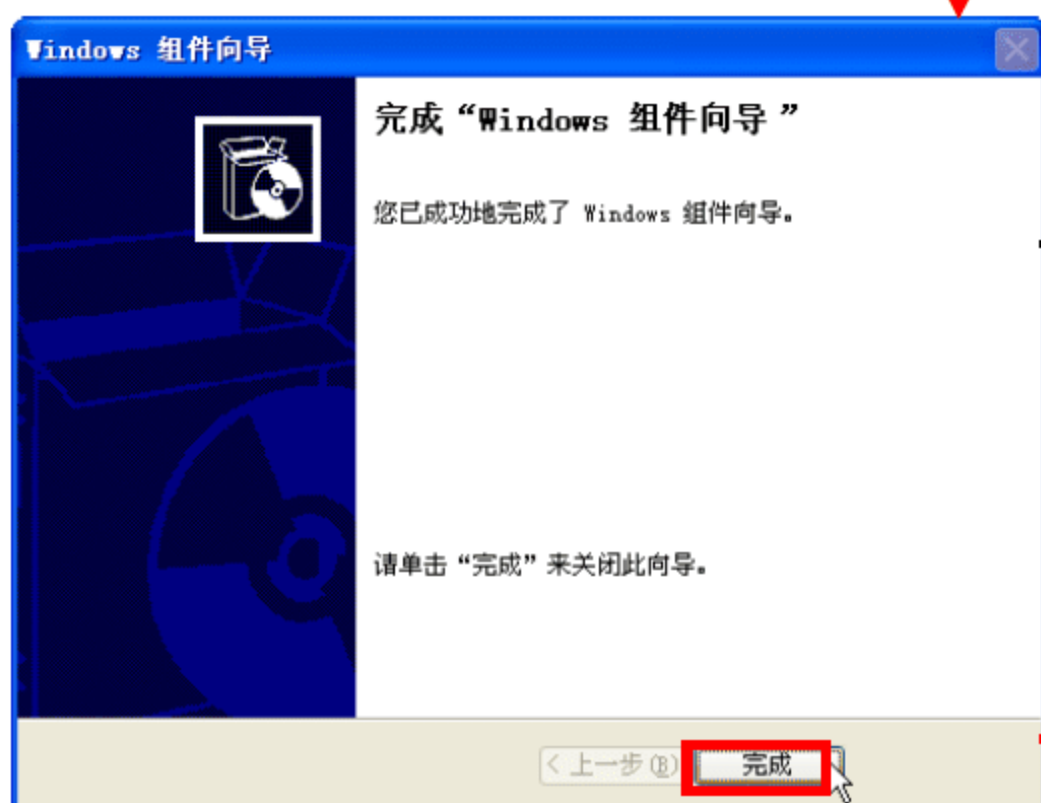 Windows 组件向导
完成“Windows 组件向导”
您已成功地完成了 Windows 组件向导。
请单击“完成”来关闭此向导。
< 上一步(B)
完成